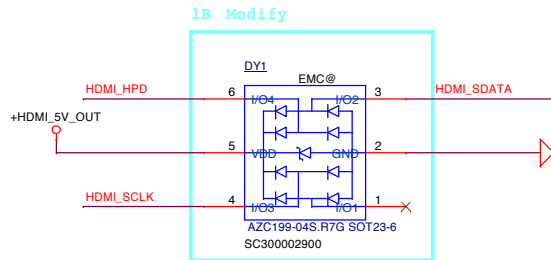 1B Modify
DY1
EMC@
HDMI_HPD 6 I/O4 I/O2 3 HDMI_SDATA
+HDMI_5V_OUT
5 VDD GND 2
HDMI_SCLK 4 I/O3 I/O1 1
AZC199-04S.R7G SOT23-6
SC300002900